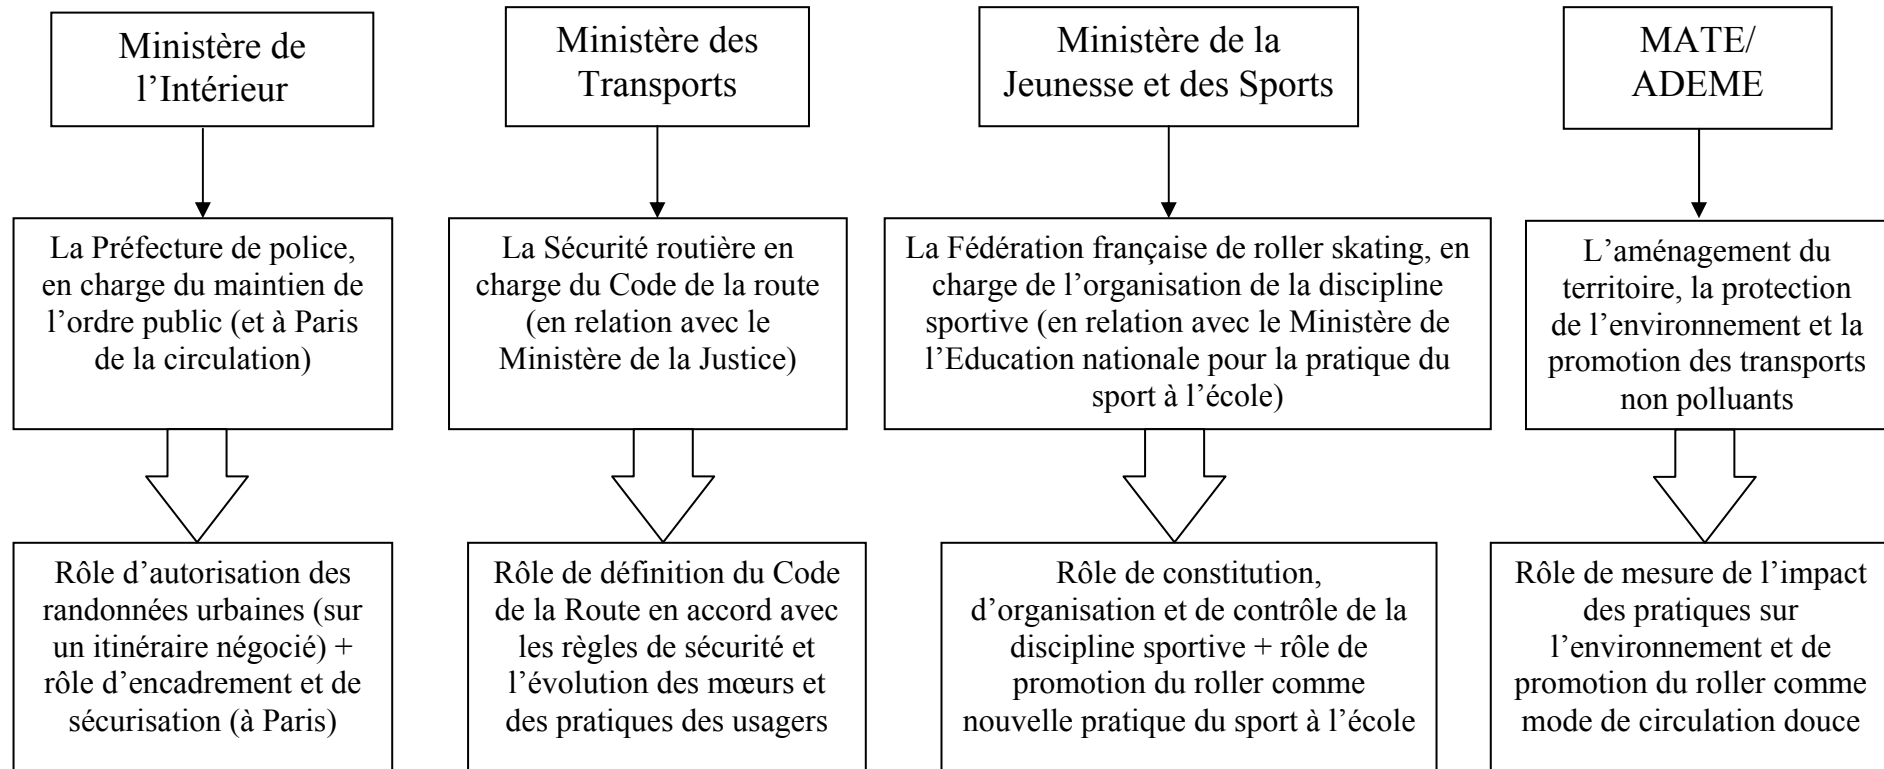 Ministère de
l’Intérieur
Ministère des
Transports
Ministère de la
Jeunesse et des Sports
MATE/
ADEME
La Préfecture de police,
en charge du maintien de
l’ordre public (et à Paris
de la circulation)
La Sécurité routière en
charge du Code de la route
(en relation avec le
Ministère de la Justice)
La Fédération française de roller skating, en
charge de l’organisation de la discipline
sportive (en relation avec le Ministère de
l’Education nationale pour la pratique du
sport à l’école)
L’aménagement du
territoire, la protection
de l’environnement et la
promotion des transports
non polluants
Rôle d’autorisation des
randonnées urbaines (sur
un itinéraire négocié) +
rôle d’encadrement et de
sécurisation (à Paris)
Rôle de définition du Code
de la Route en accord avec
les règles de sécurité et
l’évolution des mœurs et
des pratiques des usagers
Rôle de constitution,
d’organisation et de contrôle de la
discipline sportive + rôle de
promotion du roller comme
nouvelle pratique du sport à l’école
Rôle de mesure de l’impact
des pratiques sur
l’environnement et de
promotion du roller comme
mode de circulation douce